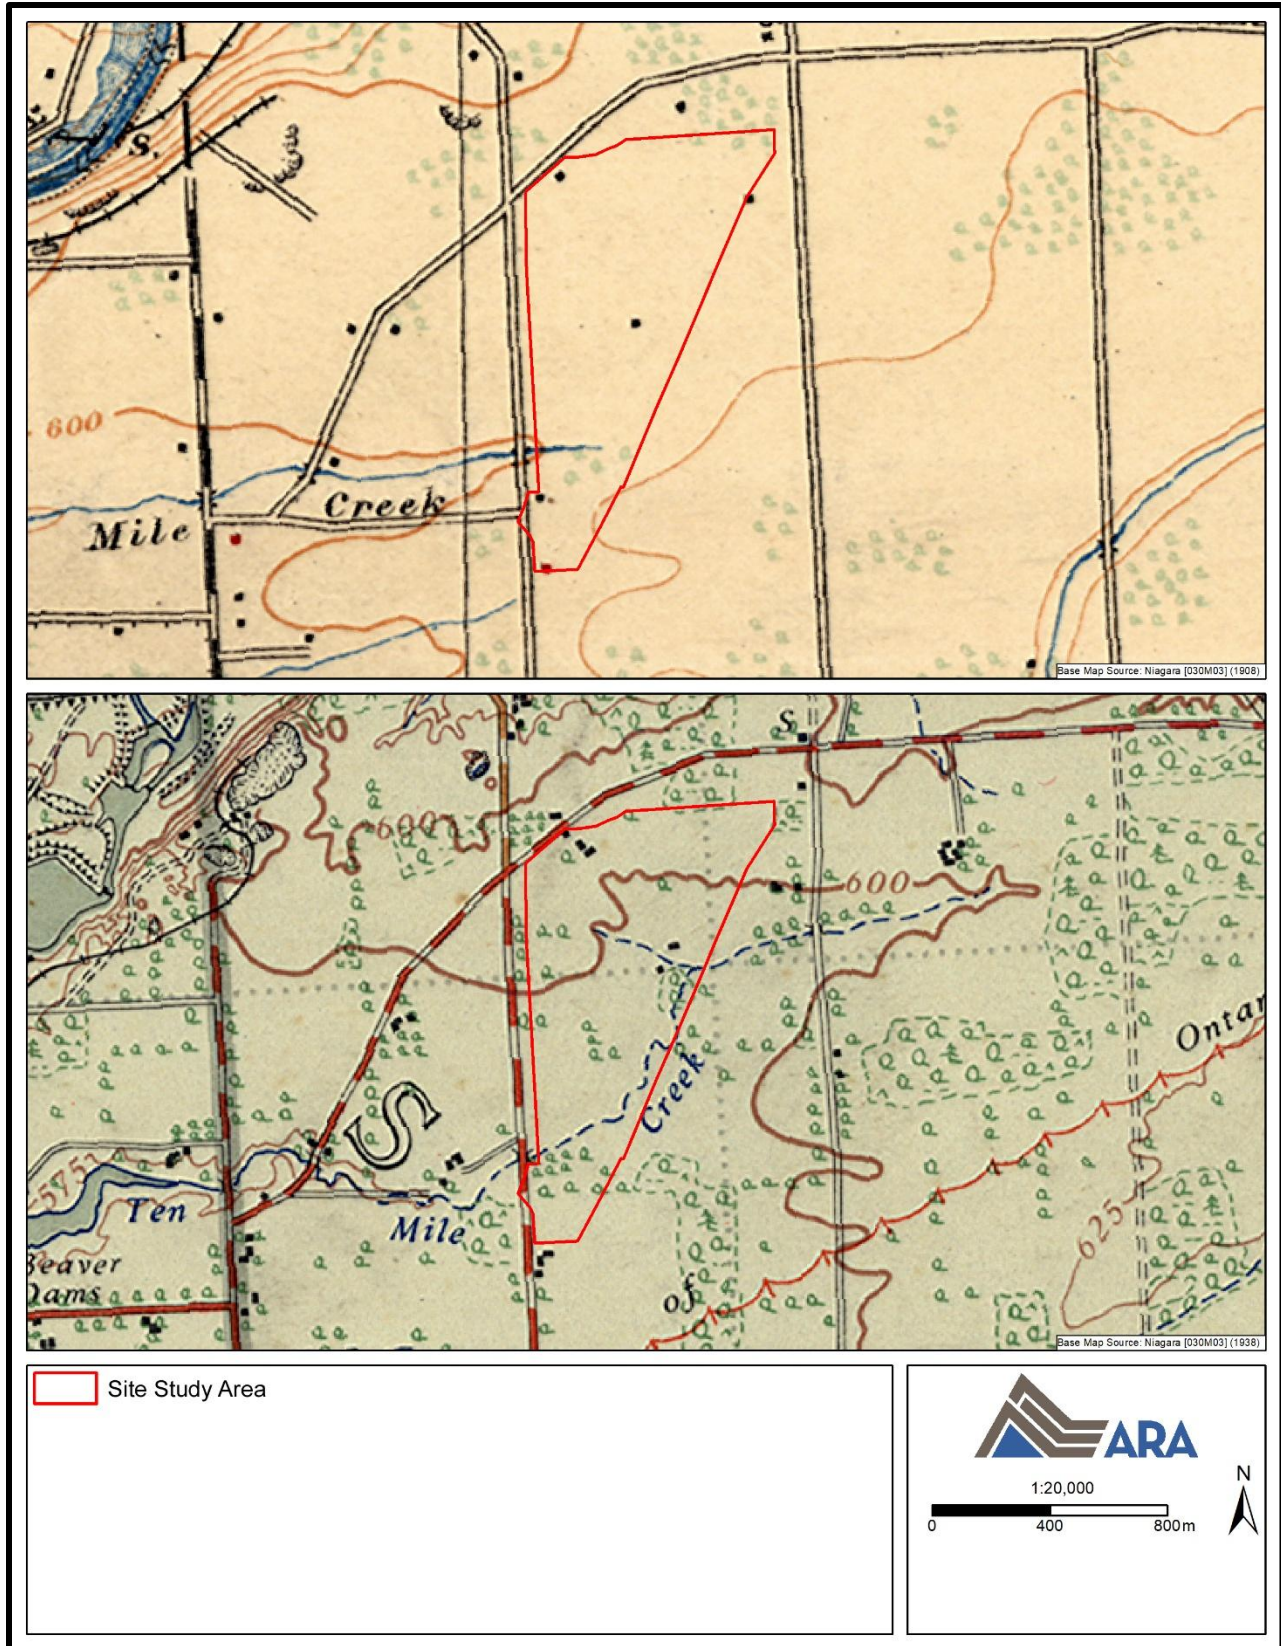 S.
600
Mile
Creek
Base Map Source: Niagara [030M03] (1908)
S
600
600
Creek
Ontar
S
575
Ten
Mile
Beaver
Dams
of
625
Base Map Source: Niagara [030M03] (1938)
Site Study Area
ARA
1:20,000
N
0 400 800m